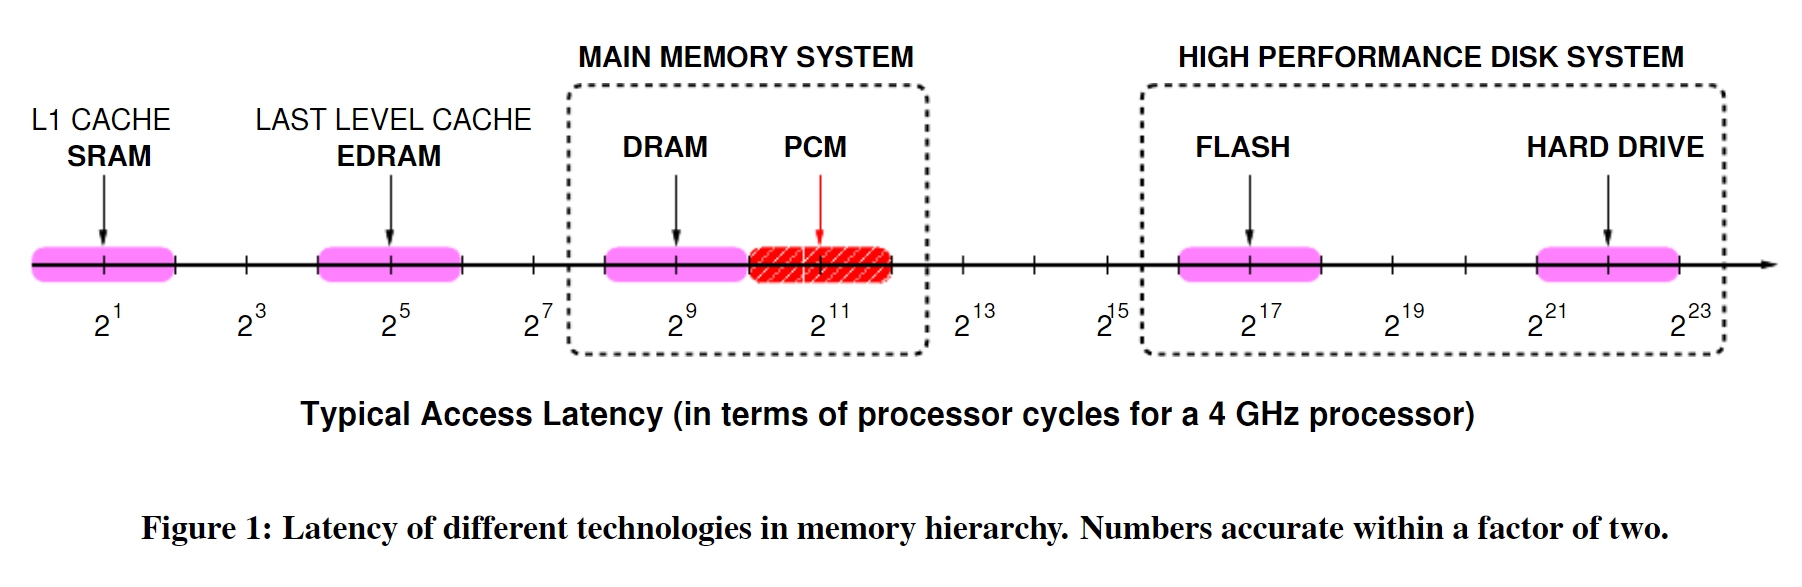 MAIN MEMORY SYSTEM
HIGH PERFORMANCE DISK SYSTEM
L1 CACHE
SRAM
LAST LEVEL CACHE
EDRAM
DRAM
PCM
FLASH
HARD DRIVE
2^1 2^3 2^5 2^7 2^9 2^11 2^13 2^15 2^17 2^19 2^21 2^23
Typical Access Latency (in terms of processor cycles for a 4 GHz processor)
Figure 1: Latency of different technologies in memory hierarchy. Numbers accurate within a factor of two.